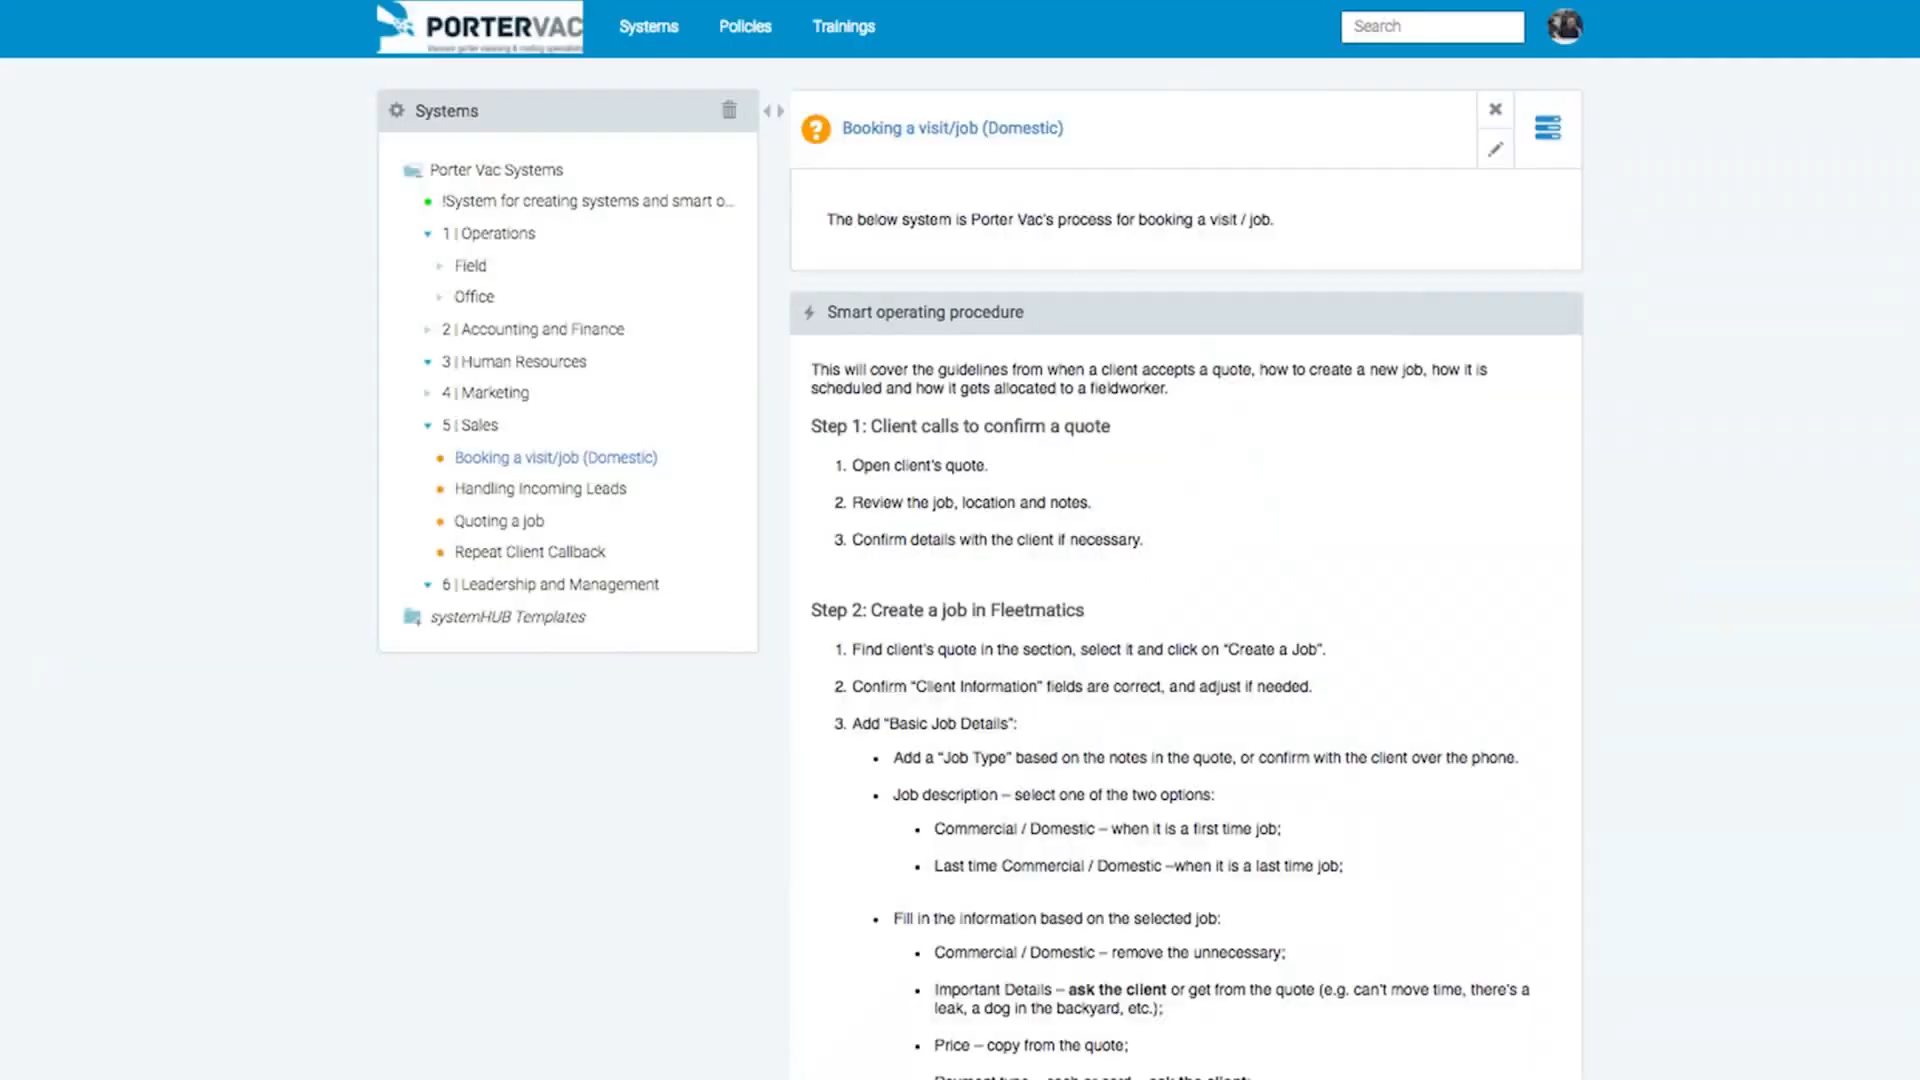 PORTERVAC
Systems
Policies
Trainings
Search
Systems
Porter Vac Systems
!System for creating systems and smart o...
1 | Operations
Field
Office
2 | Accounting and Finance
3 | Human Resources
4 | Marketing
5 | Sales
Booking a visit/job (Domestic)
Handling Incoming Leads
Quoting a job
Repeat Client Callback
6 | Leadership and Management
systemHUB Templates
Booking a visit/job (Domestic)
The below system is Porter Vac's process for booking a visit / job.
Smart operating procedure
This will cover the guidelines from when a client accepts a quote, how to create a new job, how it is
scheduled and how it gets allocated to a fieldworker.
Step 1: Client calls to confirm a quote
1. Open client's quote.
2. Review the job, location and notes.
3. Confirm details with the client if necessary.
Step 2: Create a job in Fleetmatics
1. Find client's quote in the section, select it and click on “Create a Job”.
2. Confirm “Client Information” fields are correct, and adjust if needed.
3. Add “Basic Job Details”:
• Add a “Job Type” based on the notes in the quote, or confirm with the client over the phone.
• Job description – select one of the two options:
• Commercial / Domestic – when it is a first time job;
• Last time Commercial / Domestic –when it is a last time job;
• Fill in the information based on the selected job:
• Commercial / Domestic – remove the unnecessary;
• Important Details – ask the client or get from the quote (e.g. can't move time, there's a
leak, a dog in the backyard, etc.);
• Price – copy from the quote;